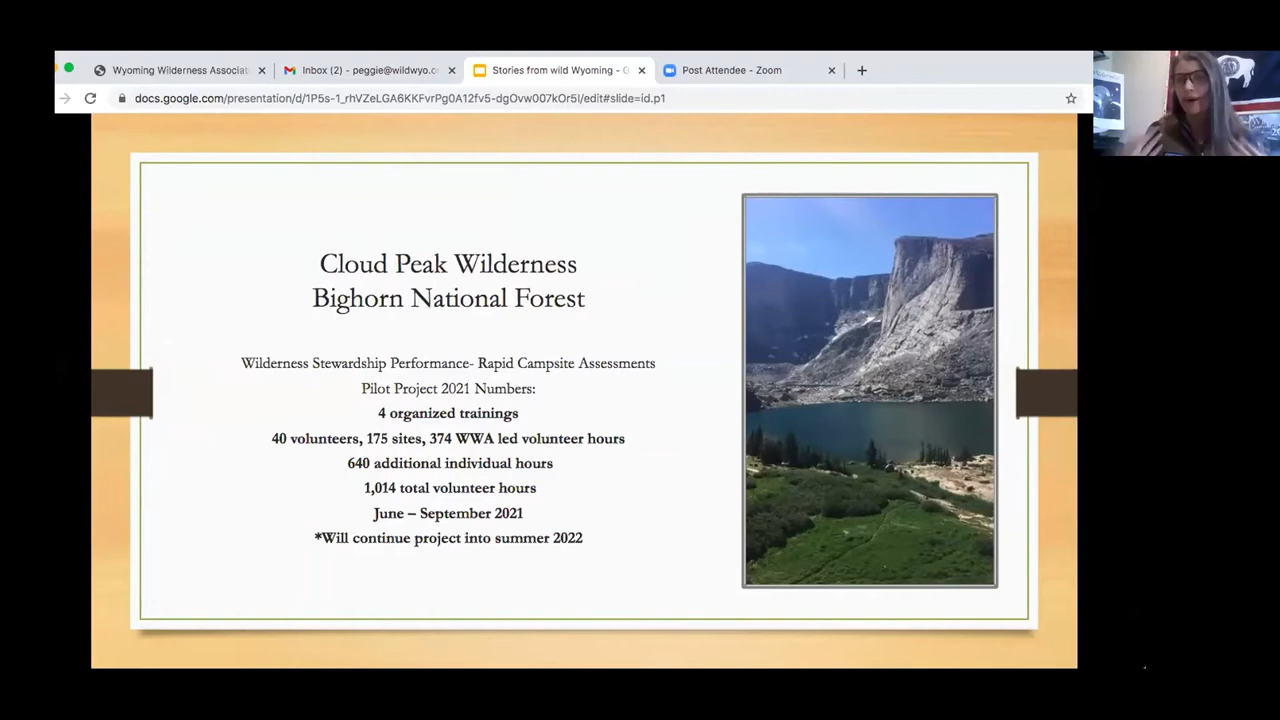 Wyoming Wilderness Associat
Inbox (2) - peggie@wildwyo.c
Stories from wild Wyoming - G
Post Attendee - Zoom
docs.google.com/presentation/d/1P5s-1_rhVZeLGA6KKFvrPg0A12fv5-dgOvw007kOr5I/edit#slide=id.p1
Cloud Peak Wilderness
Bighorn National Forest
Wilderness Stewardship Performance- Rapid Campsite Assessments
Pilot Project 2021 Numbers:
4 organized trainings
40 volunteers, 175 sites, 374 WWA led volunteer hours
640 additional individual hours
1,014 total volunteer hours
June – September 2021
*Will continue project into summer 2022